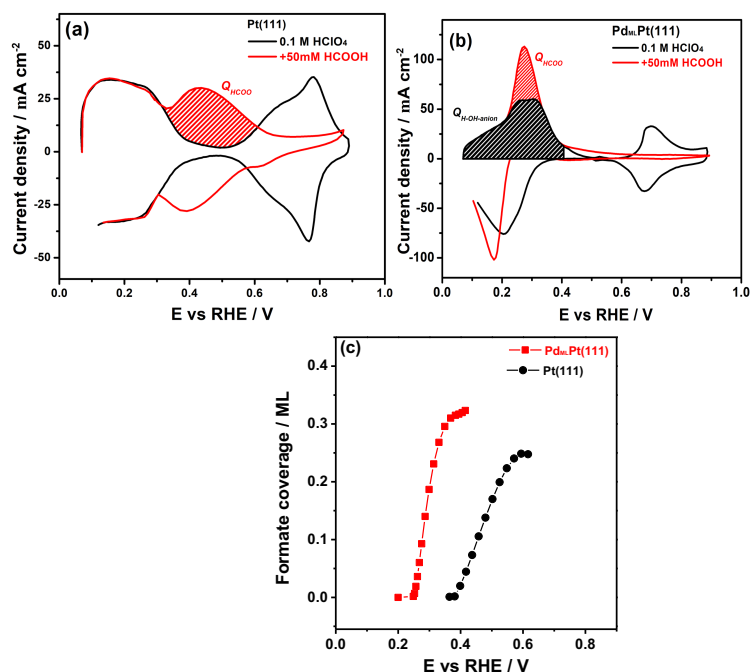 (a)
Pt(111)
0.1 M HClO₄
+50mM HCOOH
Q_HCOO
Current density / mA cm⁻²
50
25
0
-25
-50
0.0 0.2 0.4 0.6 0.8 1.0
E vs RHE / V
(b)
Pd_MLPt(111)
0.1 M HClO₄
+50mM HCOOH
Q_HCOO
Q_H-OH-anion
Current density / mA cm⁻²
100
50
0
-50
-100
0.0 0.2 0.4 0.6 0.8 1.0
E vs RHE / V
(c)
Pd_MLPt(111)
Pt(111)
Formate coverage / ML
0.4
0.3
0.2
0.1
0.0
0.0 0.2 0.4 0.6 0.8
E vs RHE / V